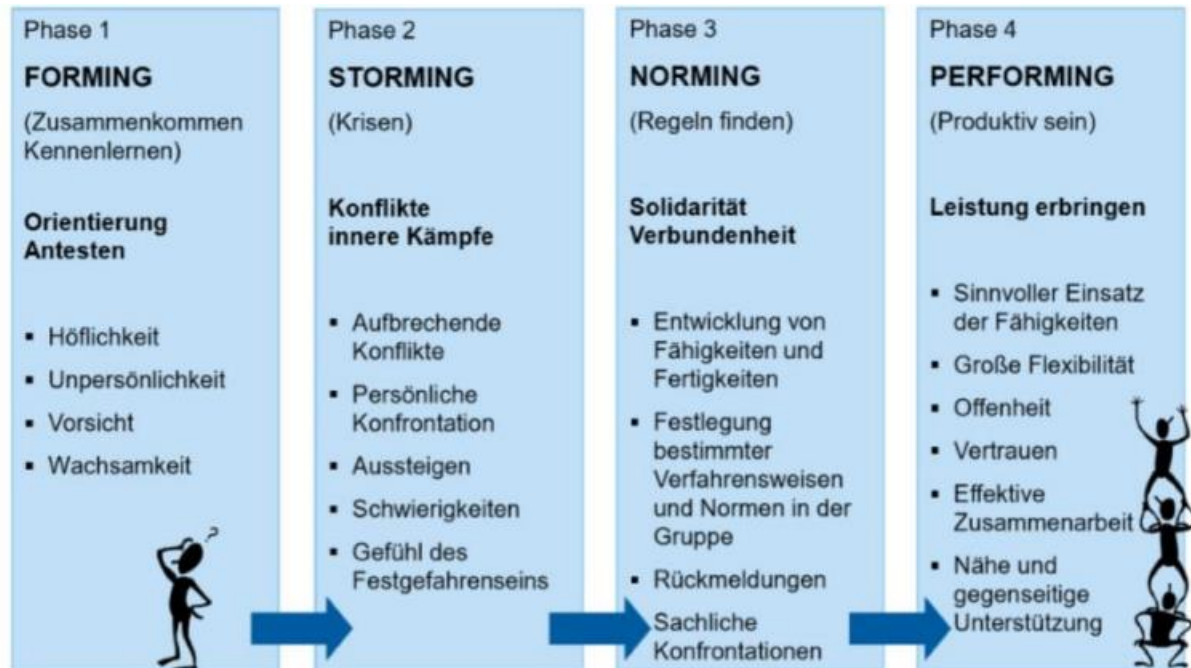 Phase 1
FORMING
(Zusammenkommen
Kennenlernen)
Orientierung
Antesten
▪ Höflichkeit
▪ Unpersönlichkeit
▪ Vorsicht
▪ Wachsamkeit
?
Phase 2
STORMING
(Krisen)
Konflikte
innere Kämpfe
▪ Aufbrechende
Konflikte
▪ Persönliche
Konfrontation
▪ Aussteigen
▪ Schwierigkeiten
▪ Gefühl des
Festgefahrenseins
Phase 3
NORMING
(Regeln finden)
Solidarität
Verbundenheit
▪ Entwicklung von
Fähigkeiten und
Fertigkeiten
▪ Festlegung
bestimmter
Verfahrensweisen
und Normen in der
Gruppe
▪ Rückmeldungen
Sachliche
Konfrontationen
Phase 4
PERFORMING
(Produktiv sein)
Leistung erbringen
▪ Sinnvoller Einsatz
der Fähigkeiten
▪ Große Flexibilität
▪ Offenheit
▪ Vertrauen
▪ Effektive
Zusammenarbeit
▪ Nähe und
gegenseitige
Unterstützung